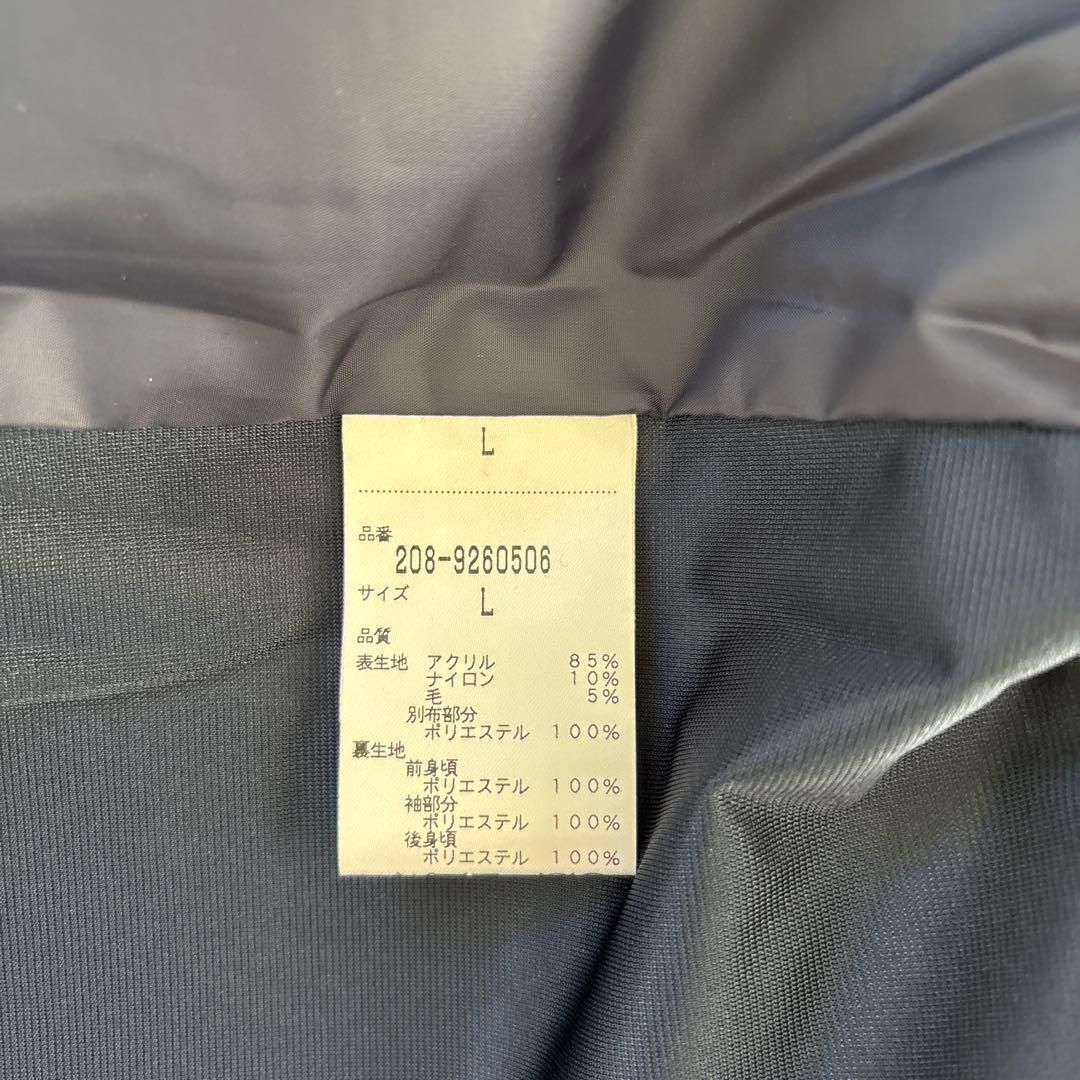 L
品番
208-9260506
サイズ
L
品質
表生地 アクリル 85%
ナイロン 10%
毛 5%
別布部分
ポリエステル 100%
裏生地
前身頃
ポリエステル 100%
袖部分
ポリエステル 100%
後身頃
ポリエステル 100%